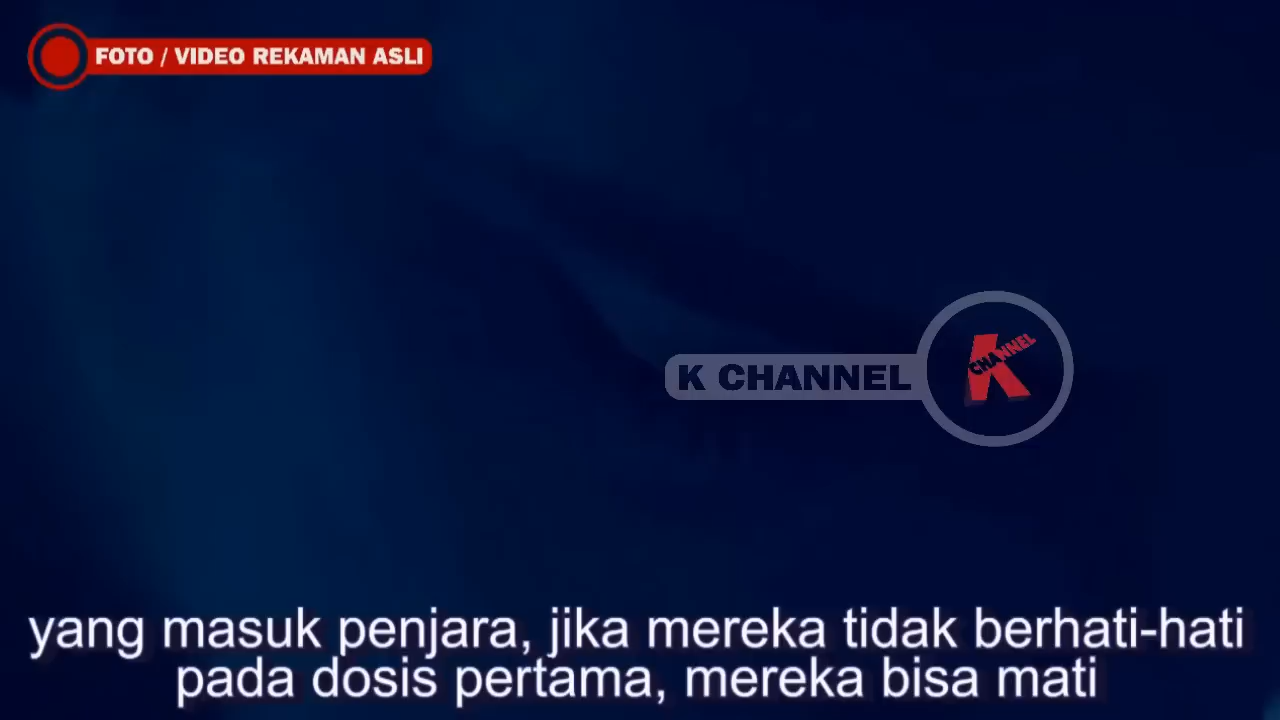 FOTO / VIDEO REKAMAN ASLI
K CHANNEL
K CHANNEL
yang masuk penjara, jika mereka tidak berhati-hati
pada dosis pertama, mereka bisa mati